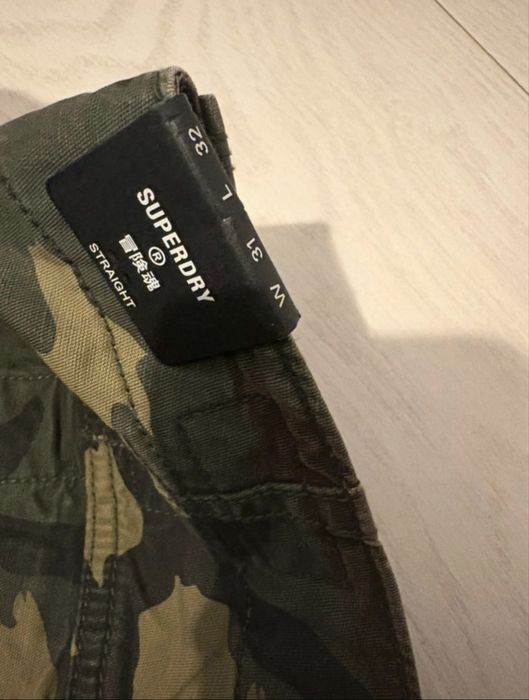 SUPERDRY
®
冒険魂
STRAIGHT
W 31 L 32